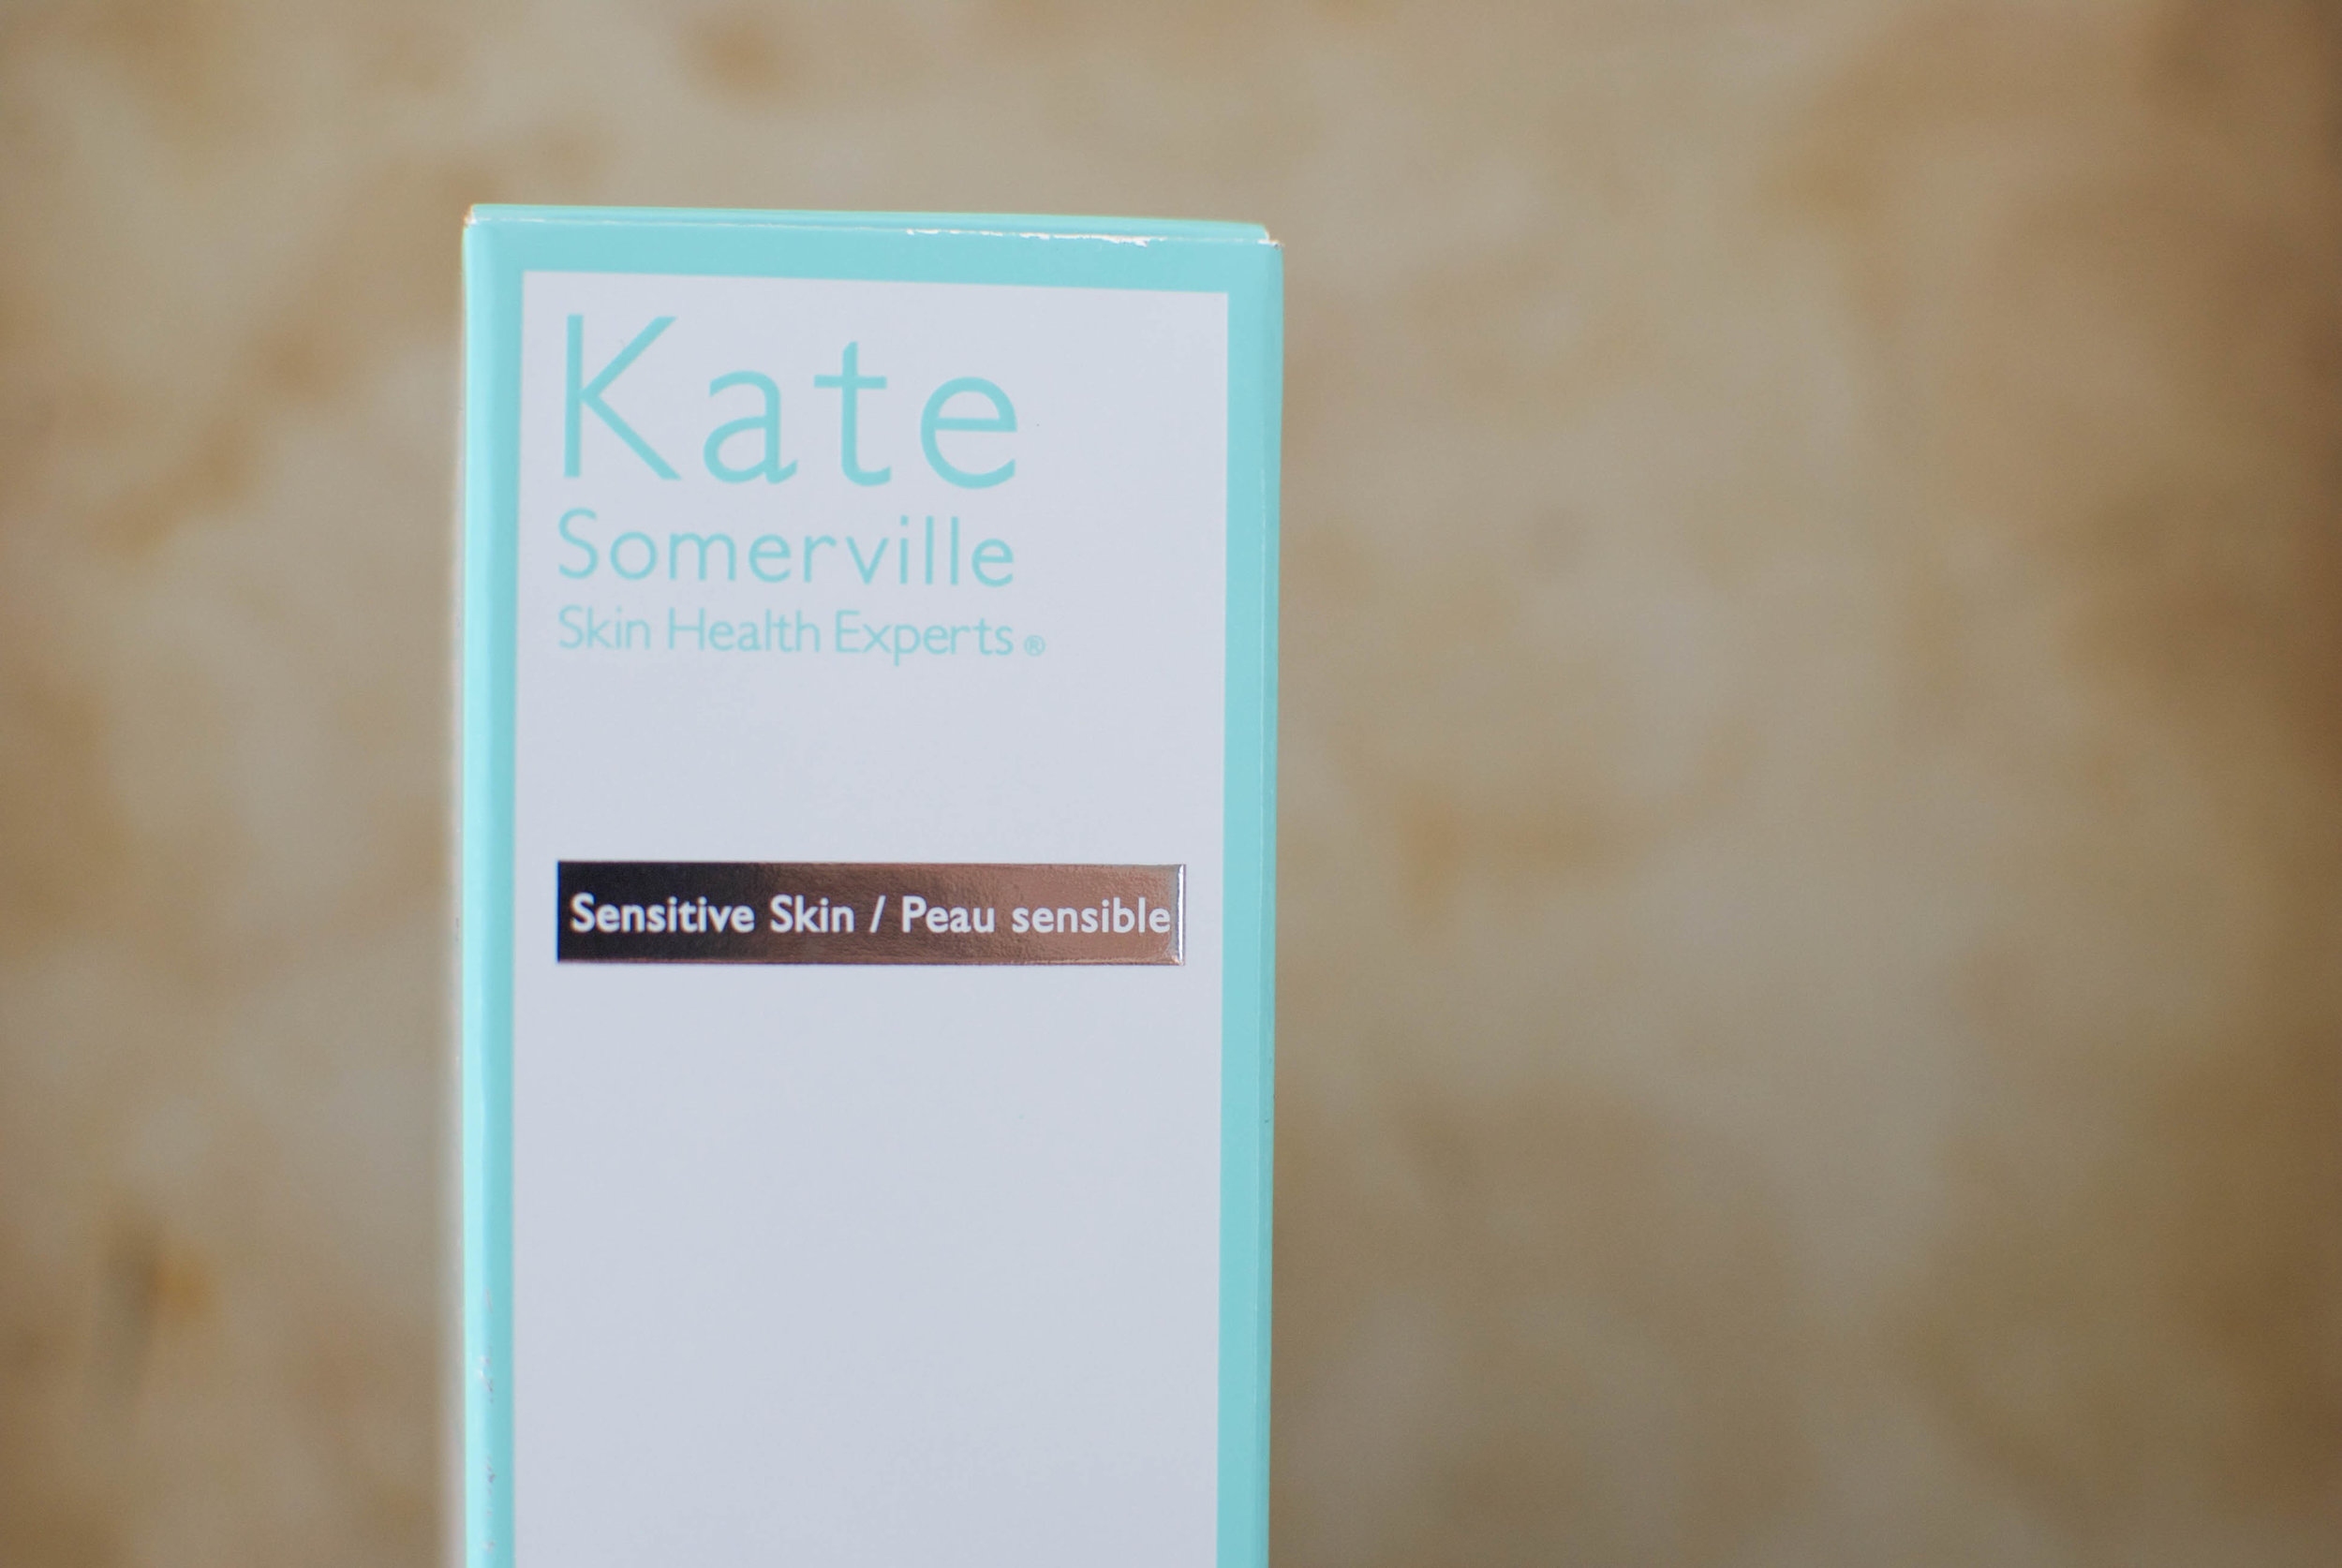 Kate
Somerville
Skin Health Experts®
Sensitive Skin / Peau sensible